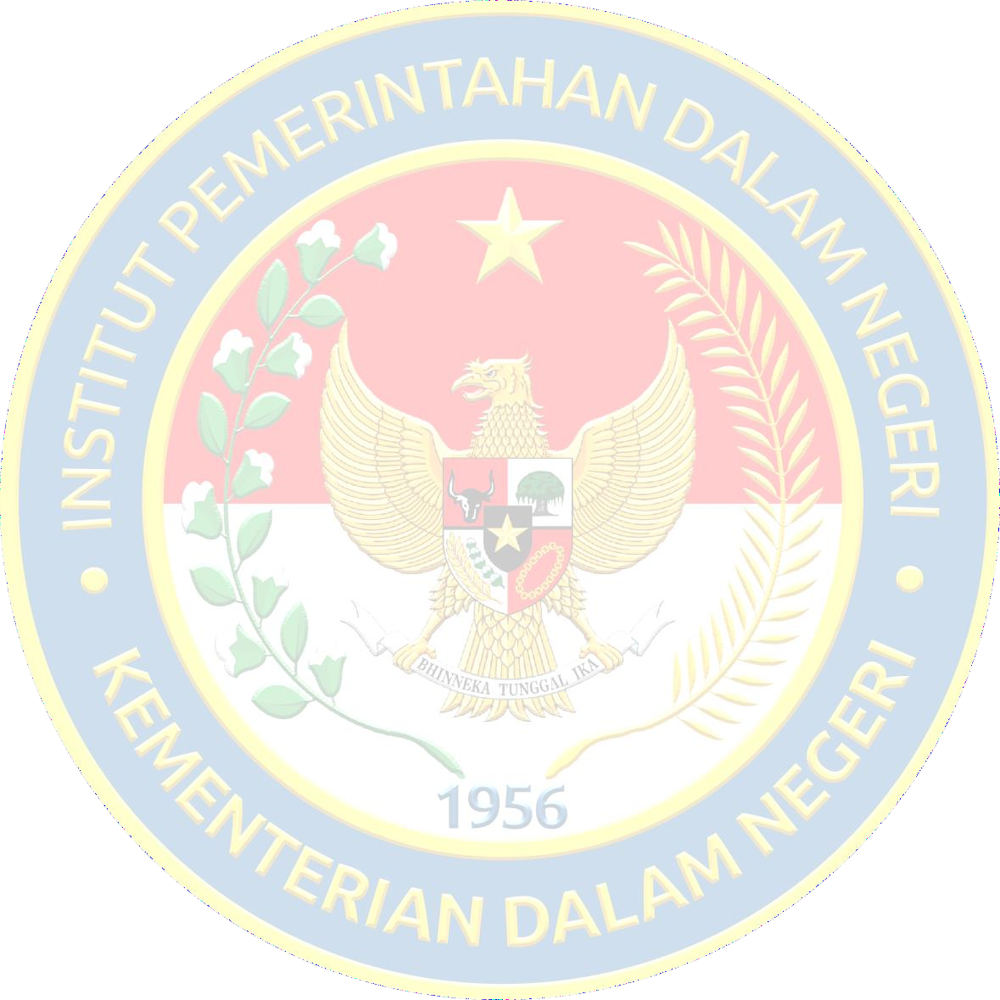 INSTITUT PEMERINTAHAN DALAM NEGERI
BHINNEKA TUNGGAL IKA
1956
KEMENTERIAN DALAM NEGERI